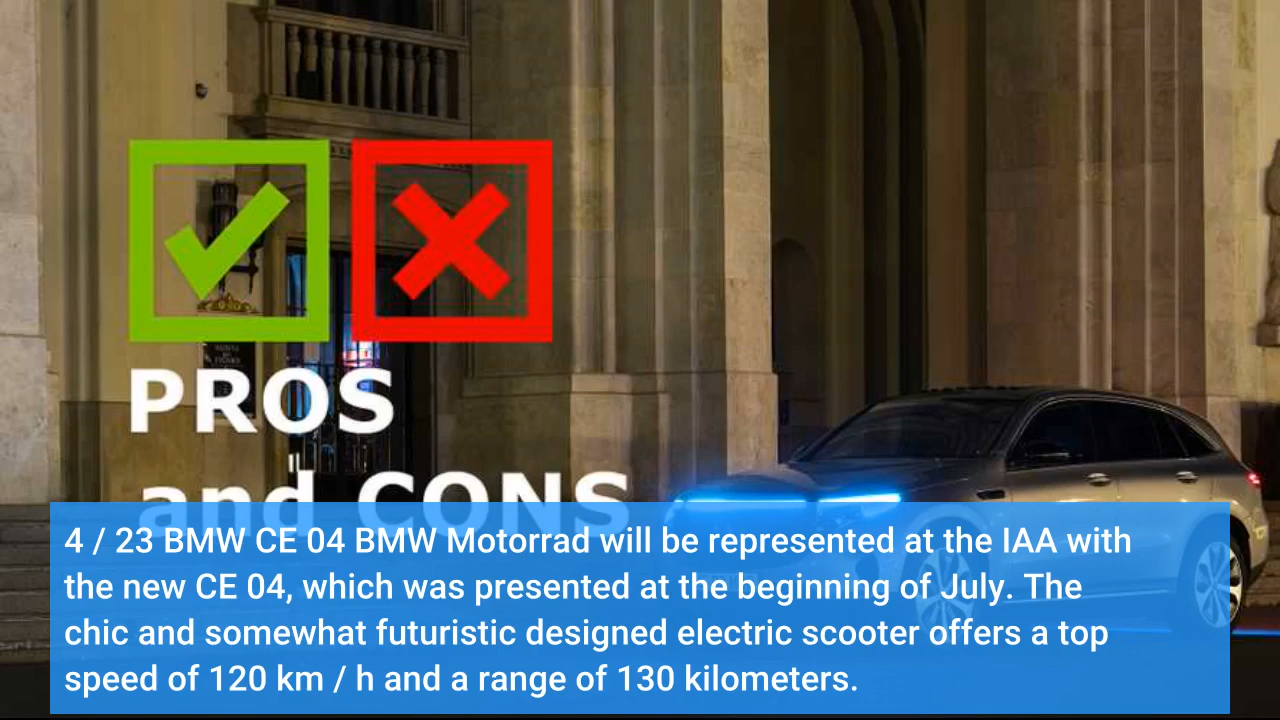 PROS
and CONS
4 / 23 BMW CE 04 BMW Motorrad will be represented at the IAA with
the new CE 04, which was presented at the beginning of July. The
chic and somewhat futuristic designed electric scooter offers a top
speed of 120 km / h and a range of 130 kilometers.